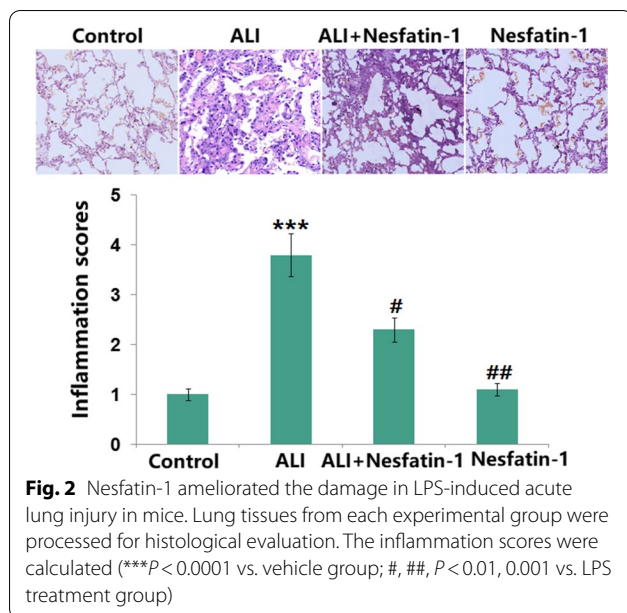 Control ALI ALI+Nesfatin-1 Nesfatin-1
5
4
3
2
1
0
Inflammation scores
***
#
##
Control ALI ALI+Nesfatin-1 Nesfatin-1
Fig. 2 Nesfatin-1 ameliorated the damage in LPS-induced acute
lung injury in mice. Lung tissues from each experimental group were
processed for histological evaluation. The inflammation scores were
calculated (***P < 0.0001 vs. vehicle group; #, ##, P < 0.01, 0.001 vs. LPS
treatment group)